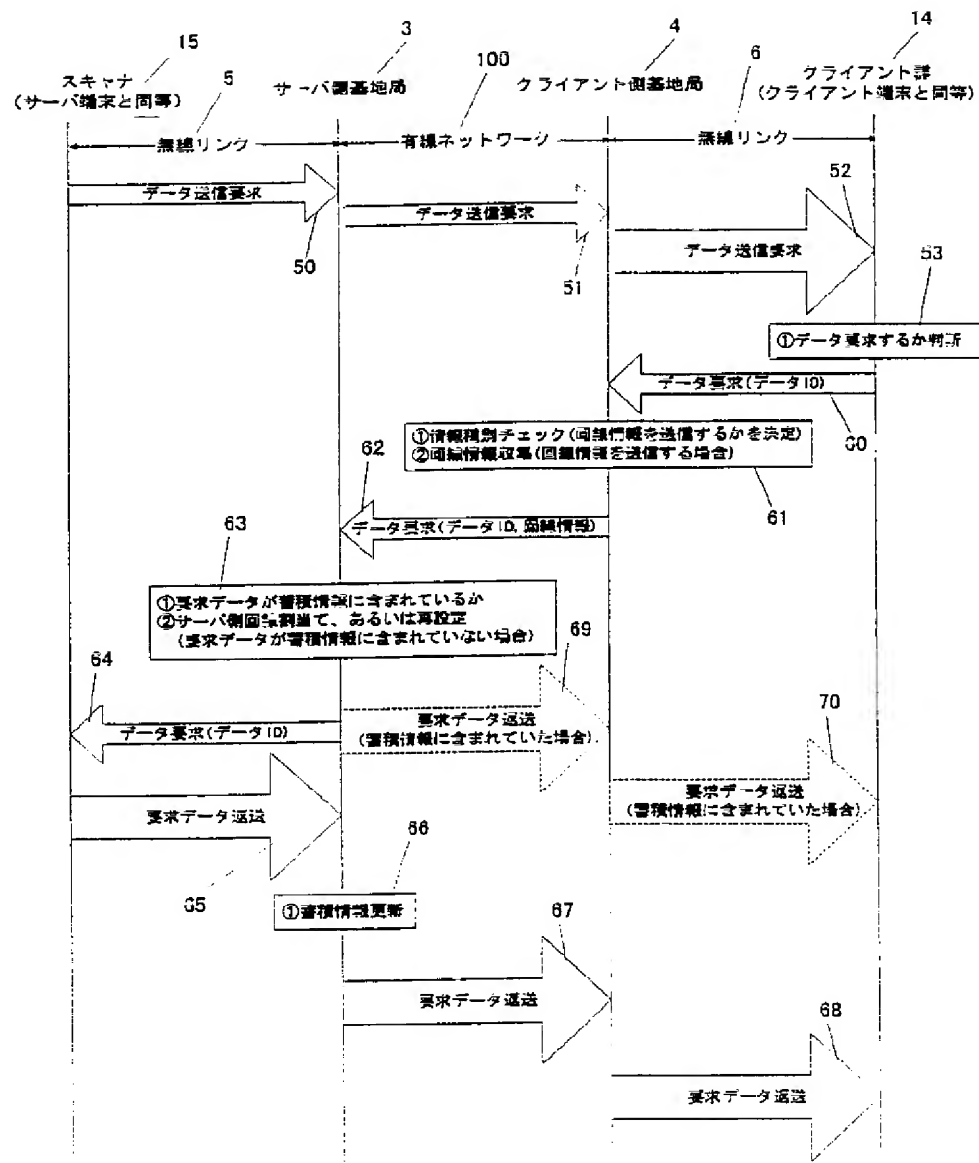 15
3
4
14
スキャナ
(サーバ端末と同等)
5
サーバ側基地局
100
クライアント側基地局
6
クライアント群
(クライアント端末と同等)
無線リンク
有線ネットワーク
無線リンク
データ送信要求
50
データ送信要求
51
52
データ送信要求
53
①データ要求するか判断
データ要求(データID)
60
①情報種別チェック(回線情報を送信するかを決定)
②回線情報収集(回線情報を送信する場合)
61
62
データ要求(データID, 回線情報)
63
①要求データが蓄積情報に含まれているか
②サーバ側回線割当て、あるいは再設定
(要求データが蓄積情報に含まれていない場合)
64
データ要求(データID)
69
要求データ返送
(蓄積情報に含まれていた場合)
70
要求データ返送
(蓄積情報に含まれていた場合)
要求データ返送
65
66
①蓄積情報更新
67
要求データ返送
68
要求データ返送